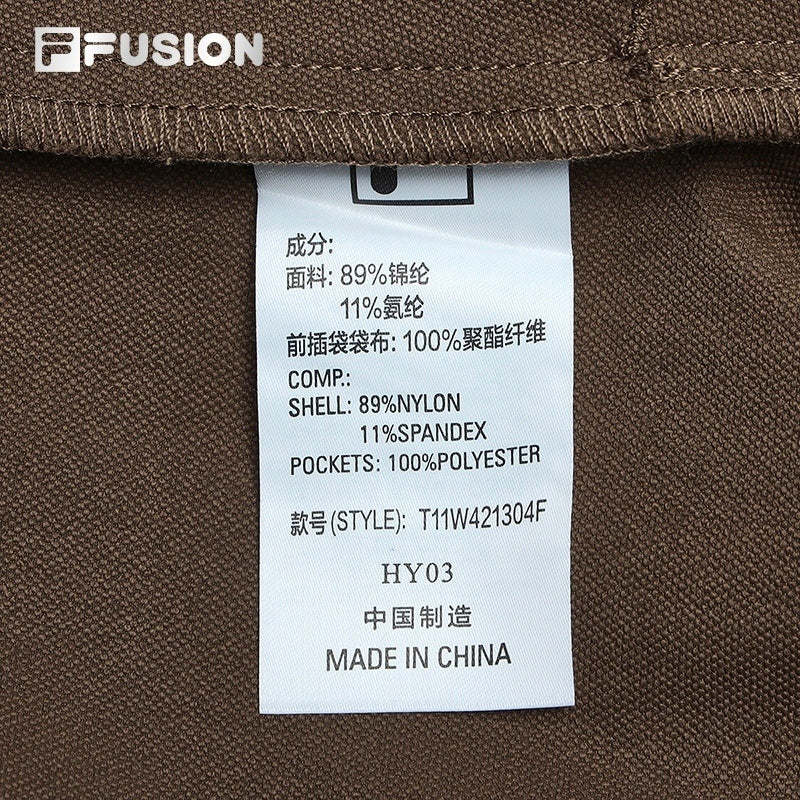 FUSION
成分:
面料: 89%锦纶
11%氨纶
前插袋袋布: 100%聚酯纤维
COMP.:
SHELL: 89%NYLON
11%SPANDEX
POCKETS: 100%POLYESTER
款号(STYLE): T11W421304F
HY03
中国制造
MADE IN CHINA